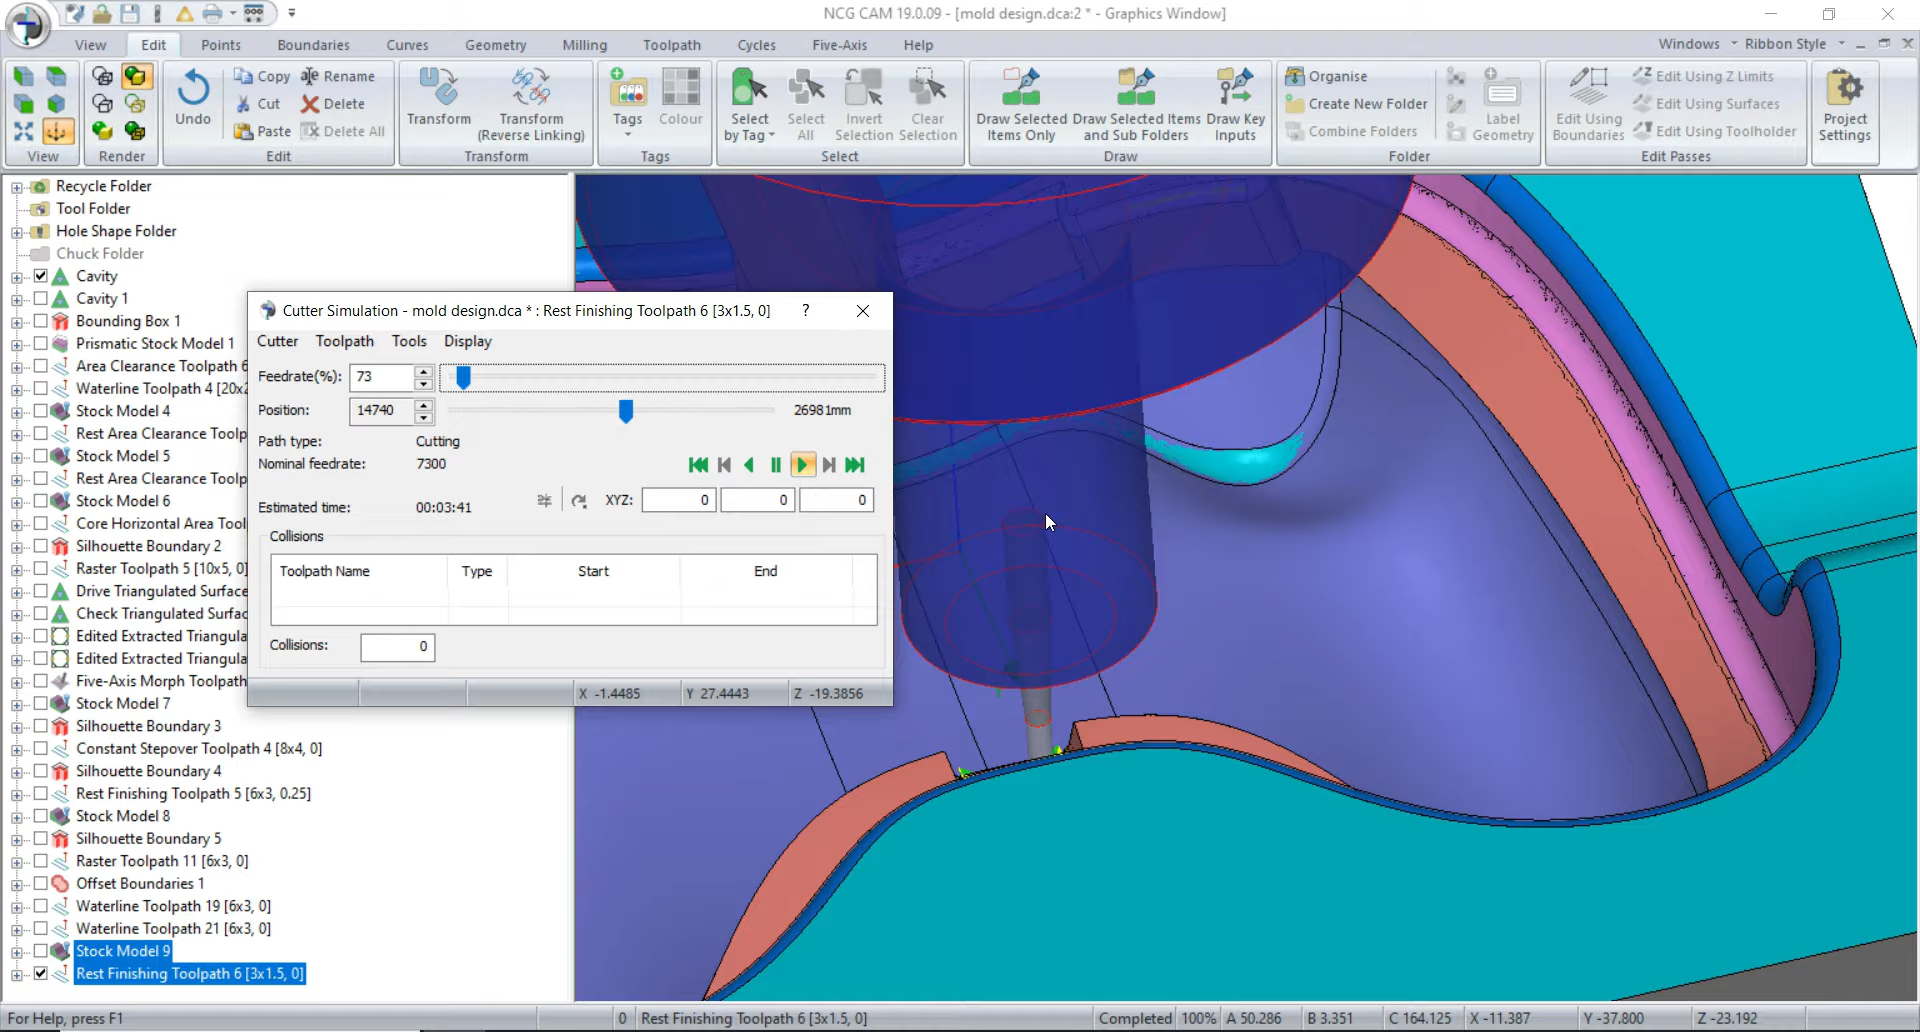 NCG CAM 19.0.09 - [mold design.dca:2 * - Graphics Window]
View Edit Points Boundaries Curves Geometry Milling Toolpath Cycles Five-Axis Help Windows Ribbon Style
Copy Rename
Cut Delete
Paste Delete All
Undo
Transform
Transform
(Reverse Linking)
Tags
Colour
Select
by Tag
Select
All
Invert
Selection
Clear
Selection
Draw Selected
Items Only
Draw Selected Items
and Sub Folders
Draw Key
Inputs
Organise
Create New Folder
Combine Folders
Label
Geometry
Edit Using
Boundaries
Edit Using Z Limits
Edit Using Surfaces
Edit Using Toolholder
Project
Settings
View Render Edit Transform Tags Select Draw Folder Edit Passes
Recycle Folder
Tool Folder
Hole Shape Folder
Chuck Folder
Cavity
Cavity 1
Bounding Box 1
Prismatic Stock Model 1
Area Clearance Toolpath 6
Waterline Toolpath 4 [20x2
Stock Model 4
Rest Area Clearance Toolp
Stock Model 5
Rest Area Clearance Toolp
Stock Model 6
Core Horizontal Area Tool
Silhouette Boundary 2
Raster Toolpath 5 [10x5, 0]
Drive Triangulated Surface
Check Triangulated Surfac
Edited Extracted Triangula
Edited Extracted Triangula
Five-Axis Morph Toolpath
Stock Model 7
Silhouette Boundary 3
Constant Stepover Toolpath 4 [8x4, 0]
Silhouette Boundary 4
Rest Finishing Toolpath 5 [6x3, 0.25]
Stock Model 8
Silhouette Boundary 5
Raster Toolpath 11 [6x3, 0]
Offset Boundaries 1
Waterline Toolpath 19 [6x3, 0]
Waterline Toolpath 21 [6x3, 0]
Stock Model 9
Rest Finishing Toolpath 6 [3x1.5, 0]
Cutter Simulation - mold design.dca * : Rest Finishing Toolpath 6 [3x1.5, 0] ?
Cutter Toolpath Tools Display
Feedrate(%): 73
Position: 14740 26981mm
Path type: Cutting
Nominal feedrate: 7300
Estimated time: 00:03:41 XYZ: 0 0 0
Collisions
Toolpath Name Type Start End
Collisions: 0
X -1.4485 Y 27.4443 Z -19.3856
For Help, press F1 0 Rest Finishing Toolpath 6 [3x1.5, 0] Completed 100% A 50.286 B 3.351 C 164.125 X -11.387 Y -37.800 Z -23.192